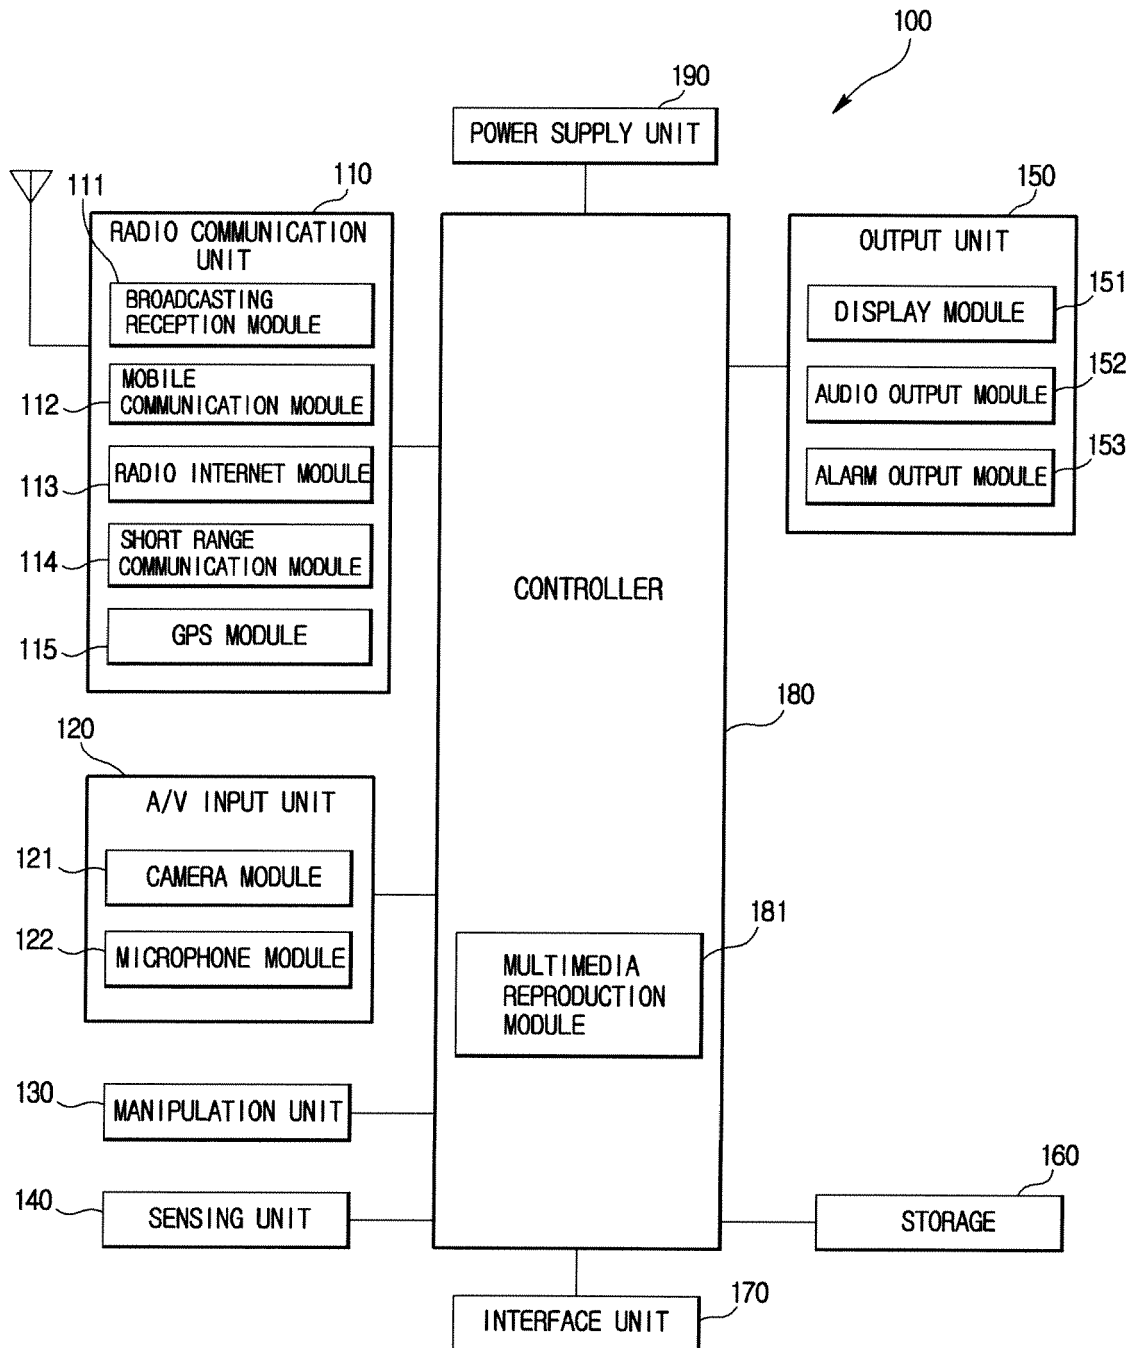 100
190
POWER SUPPLY UNIT
111
110
RADIO COMMUNICATION
UNIT
BROADCASTING
RECEPTION MODULE
112
MOBILE
COMMUNICATION MODULE
113
RADIO INTERNET MODULE
114
SHORT RANGE
COMMUNICATION MODULE
115
GPS MODULE
150
OUTPUT UNIT
151
DISPLAY MODULE
152
AUDIO OUTPUT MODULE
153
ALARM OUTPUT MODULE
CONTROLLER
180
120
A/V INPUT UNIT
121
CAMERA MODULE
122
MICROPHONE MODULE
181
MULTIMEDIA
REPRODUCTION
MODULE
130
MANIPULATION UNIT
140
SENSING UNIT
160
STORAGE
170
INTERFACE UNIT